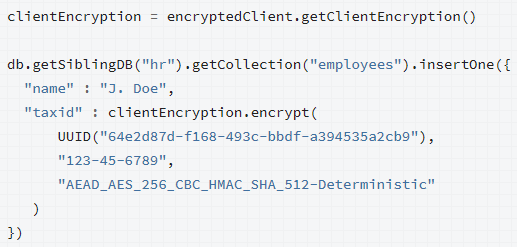 clientEncryption = encryptedClient.getClientEncryption()
db.getSiblingDB("hr").getCollection("employees").insertOne({
"name" : "J. Doe",
"taxid" : clientEncryption.encrypt(
UUID("64e2d87d-f168-493c-bbdf-a394535a2cb9"),
"123-45-6789",
"AEAD_AES_256_CBC_HMAC_SHA_512-Deterministic"
)
})